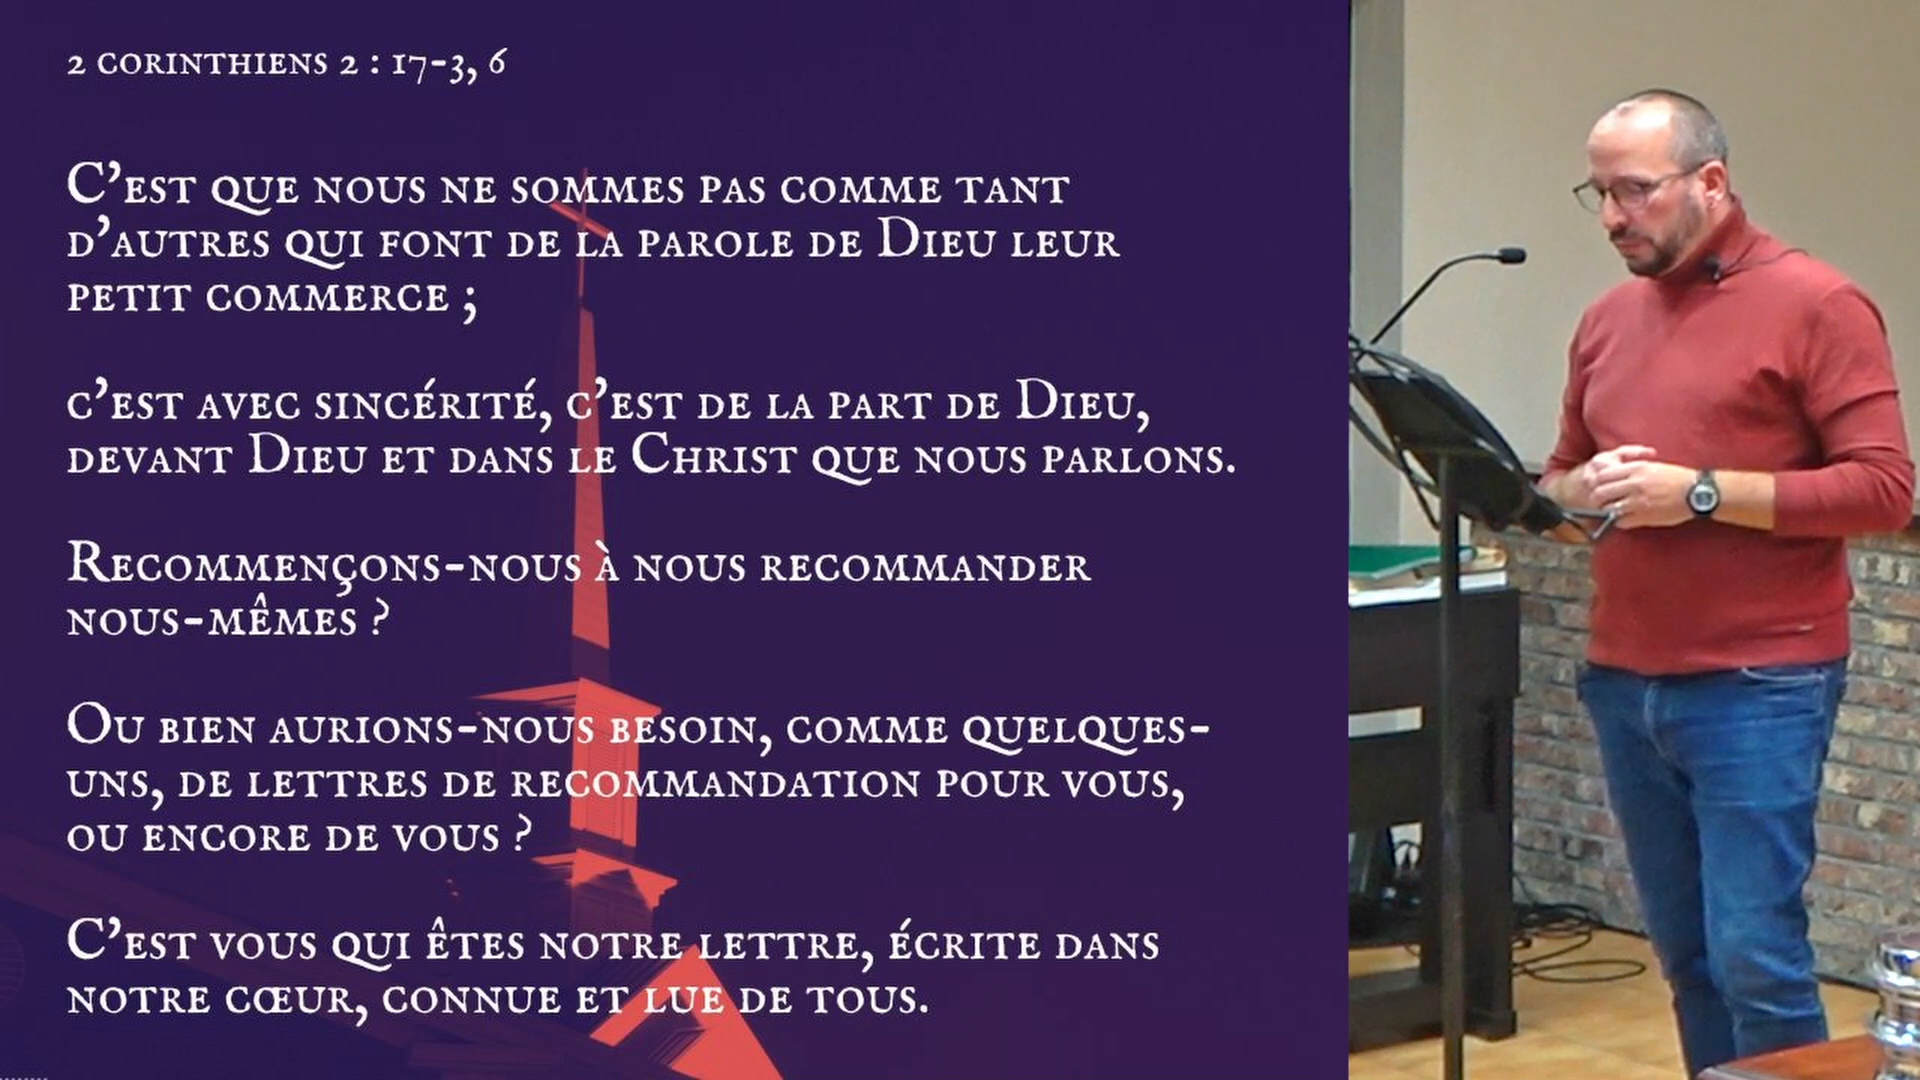 2 CORINTHIENS 2 : 17-3, 6
C'EST QUE NOUS NE SOMMES PAS COMME TANT
D'AUTRES QUI FONT DE LA PAROLE DE DIEU LEUR
PETIT COMMERCE ;
C'EST AVEC SINCÉRITÉ, C'EST DE LA PART DE DIEU,
DEVANT DIEU ET DANS LE CHRIST QUE NOUS PARLONS.
RECOMMENÇONS-NOUS À NOUS RECOMMANDER
NOUS-MÊMES ?
OU BIEN AURIONS-NOUS BESOIN, COMME QUELQUES-
UNS, DE LETTRES DE RECOMMANDATION POUR VOUS,
OU ENCORE DE VOUS ?
C'EST VOUS QUI ÊTES NOTRE LETTRE, ÉCRITE DANS
NOTRE CŒUR, CONNUE ET LUE DE TOUS.